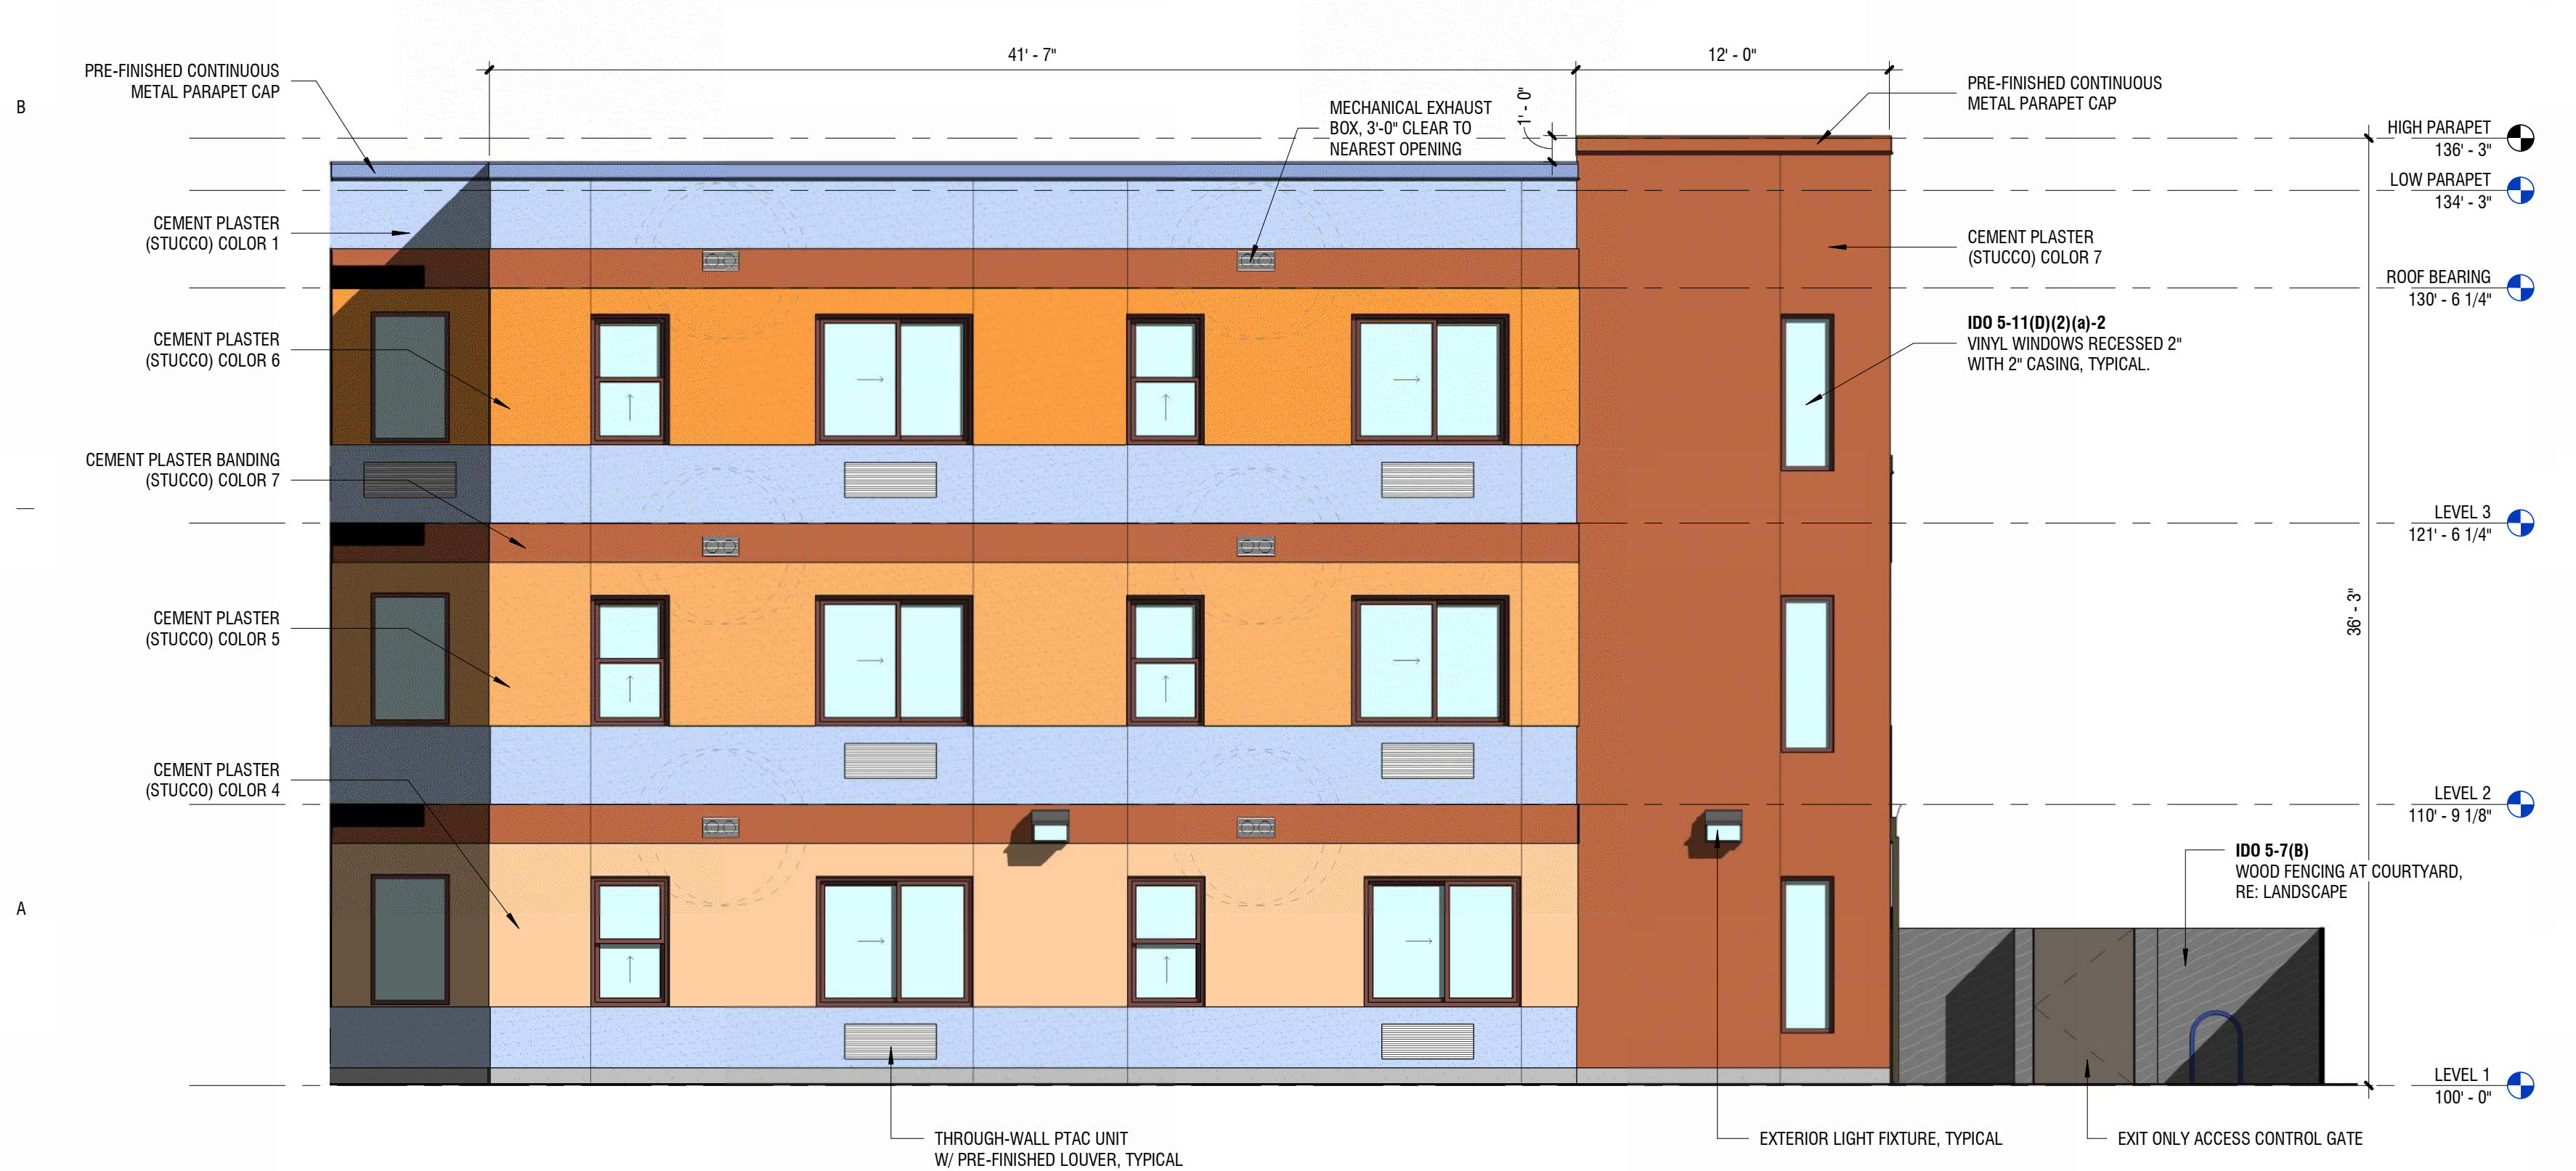 41' - 7"
12' - 0"
PRE-FINISHED CONTINUOUS
METAL PARAPET CAP
B
MECHANICAL EXHAUST
BOX, 3'-0" CLEAR TO
NEAREST OPENING
1' - 0"
PRE-FINISHED CONTINUOUS
METAL PARAPET CAP
HIGH PARAPET
136' - 3"
LOW PARAPET
134' - 3"
CEMENT PLASTER
(STUCCO) COLOR 1
CEMENT PLASTER
(STUCCO) COLOR 7
ROOF BEARING
130' - 6 1/4"
CEMENT PLASTER
(STUCCO) COLOR 6
IDO 5-11(D)(2)(a)-2
VINYL WINDOWS RECESSED 2"
WITH 2" CASING, TYPICAL.
CEMENT PLASTER BANDING
(STUCCO) COLOR 7
LEVEL 3
121' - 6 1/4"
CEMENT PLASTER
(STUCCO) COLOR 5
36' - 3"
CEMENT PLASTER
(STUCCO) COLOR 4
LEVEL 2
110' - 9 1/8"
IDO 5-7(B)
WOOD FENCING AT COURTYARD,
RE: LANDSCAPE
A
LEVEL 1
100' - 0"
THROUGH-WALL PTAC UNIT
W/ PRE-FINISHED LOUVER, TYPICAL
EXTERIOR LIGHT FIXTURE, TYPICAL
EXIT ONLY ACCESS CONTROL GATE